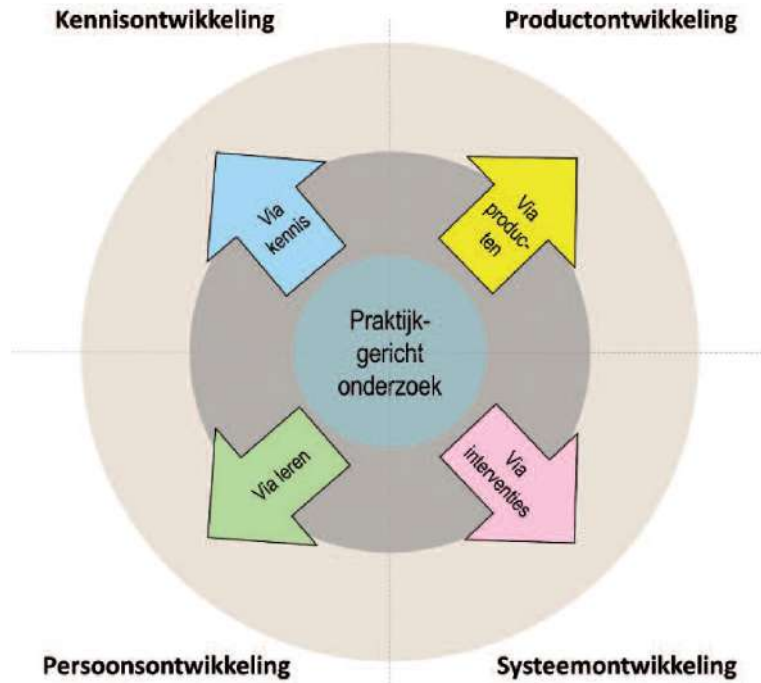 Kennisontwikkeling
Productontwikkeling
Via
kennis
Via
produc-
ten
Praktijk-
gericht
onderzoek
Via leren
Via
interventies
Persoonsontwikkeling
Systeemontwikkeling